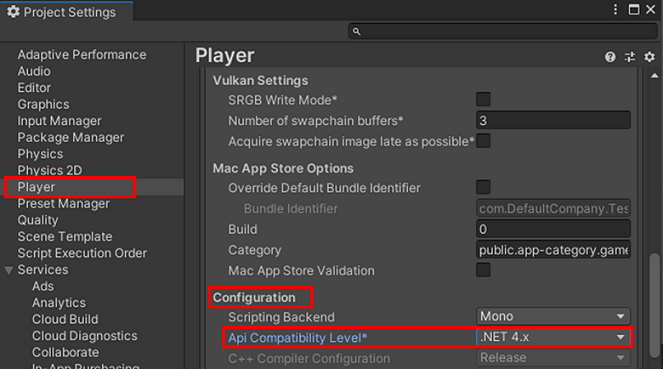 Project Settings
Adaptive Performance
Audio
Editor
Graphics
Input Manager
Package Manager
Physics
Physics 2D
Player
Preset Manager
Quality
Scene Template
Script Execution Order
Services
Ads
Analytics
Cloud Build
Cloud Diagnostics
Collaborate
In-App Purchasing
Player
Vulkan Settings
SRGB Write Mode*
Number of swapchain buffers* 3
Acquire swapchain image late as possible*
Mac App Store Options
Override Default Bundle Identifier
Bundle Identifier com.DefaultCompany.Tes
Build 0
Category public.app-category.game
Mac App Store Validation
Configuration
Scripting Backend Mono
Api Compatibility Level* .NET 4.x
C++ Compiler Configuration Release